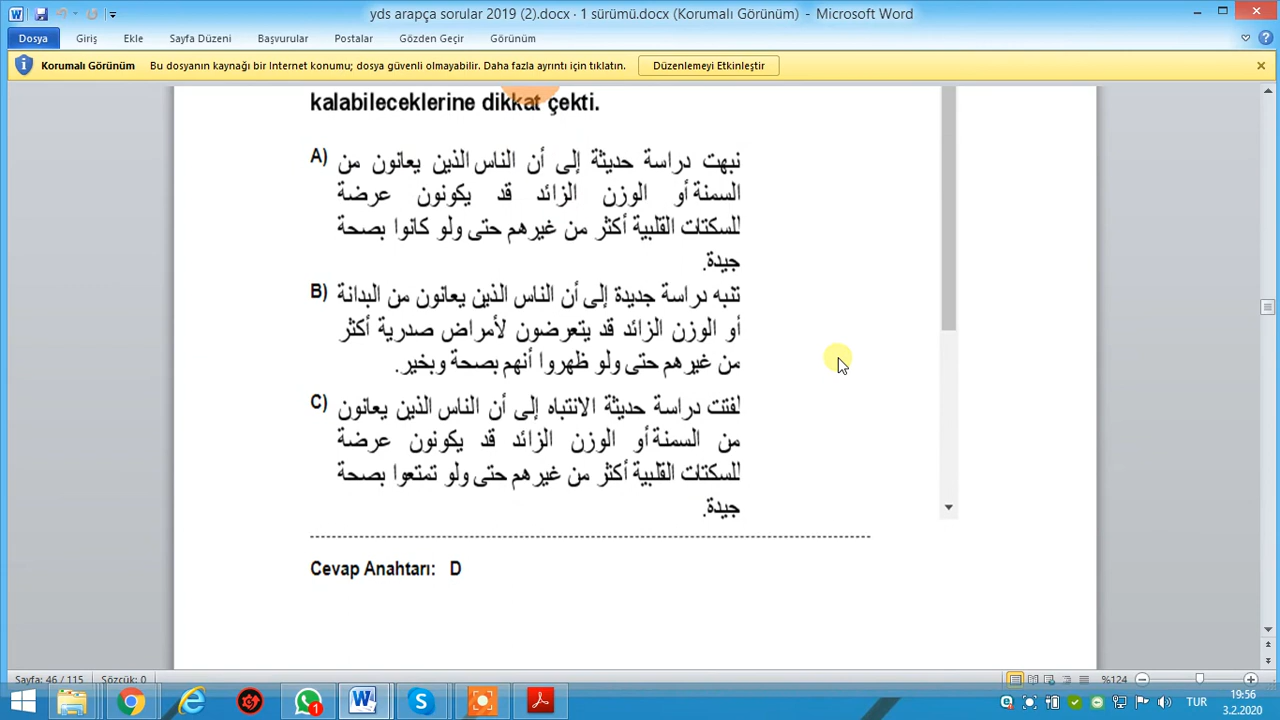 yds arapça sorular 2019 (2).docx · 1 sürümü.docx (Korumalı Görünüm) - Microsoft Word
Dosya Giriş Ekle Sayfa Düzeni Başvurular Postalar Gözden Geçir Görünüm
Korumalı Görünüm Bu dosyanın kaynağı bir Internet konumu; dosya güvenli olmayabilir. Daha fazla ayrıntı için tıklatın. Düzenlemeyi Etkinleştir
kalabileceklerine dikkat çekti.
A) نبهت دراسة حديثة إلى أن الناس الذين يعانون من
السمنة أو الوزن الزائد قد يكونون عرضة
للسكتات القلبية أكثر من غيرهم حتى ولو كانوا بصحة
جيدة.
B) تنبه دراسة جديدة إلى أن الناس الذين يعانون من البدانة
أو الوزن الزائد قد يتعرضون لأمراض صدرية أكثر
من غيرهم حتى ولو ظهروا أنهم بصحة وبخير.
C) لفتت دراسة حديثة الانتباه إلى أن الناس الذين يعانون
من السمنة أو الوزن الزائد قد يكونون عرضة
للسكتات القلبية أكثر من غيرهم حتى ولو تمتعوا بصحة
جيدة.
Cevap Anahtarı: D
Sayfa: 46 / 115 Sözcük: 0 %124
1 TUR 19:56
3.2.2020